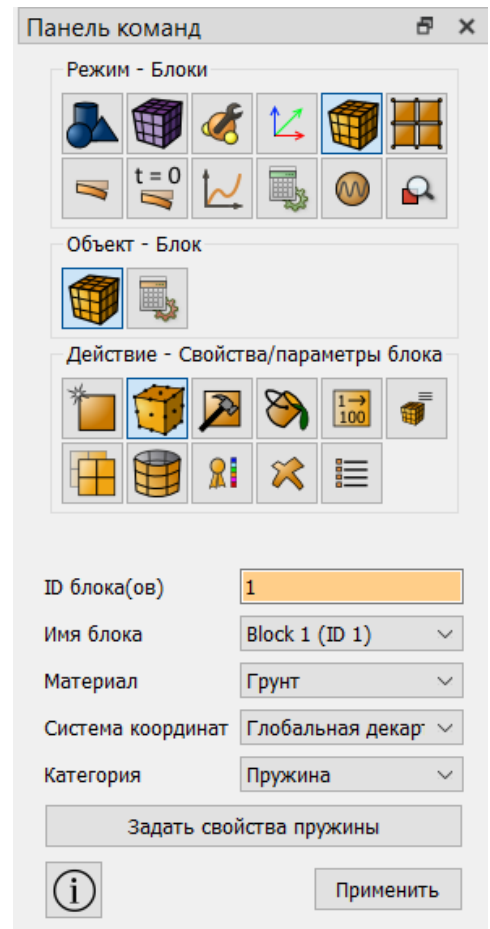 Панель команд
Режим - Блоки
t = 0
Объект - Блок
Действие - Свойства/параметры блока
1→
100
ID блока(ов) 1
Имя блока Block 1 (ID 1)
Материал Грунт
Система координат Глобальная декар
Категория Пружина
Задать свойства пружины
Применить